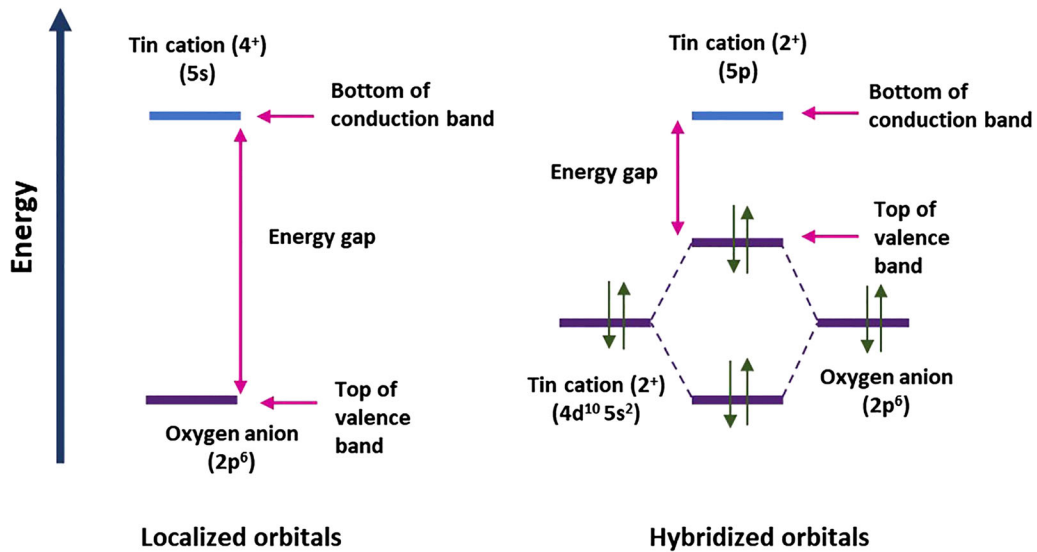 Energy
Tin cation (4⁺)
(5s)
Bottom of
conduction band
Energy gap
Top of
valence
band
Oxygen anion
(2p⁶)
Localized orbitals
Tin cation (2⁺)
(5p)
Bottom of
conduction band
Energy gap
Top of
valence
band
Tin cation (2⁺)
(4d¹⁰ 5s²)
Oxygen anion
(2p⁶)
Hybridized orbitals